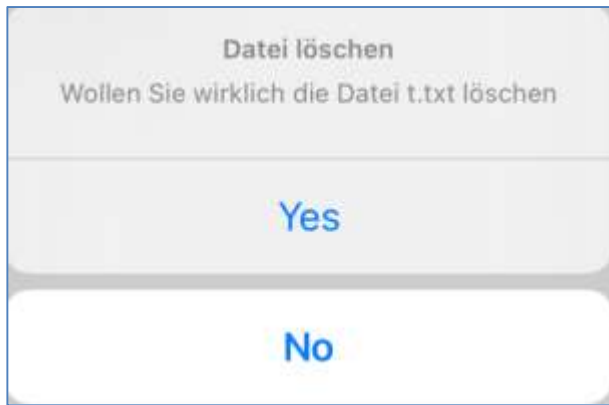 Datei löschen
Wollen Sie wirklich die Datei t.txt löschen
Yes
No